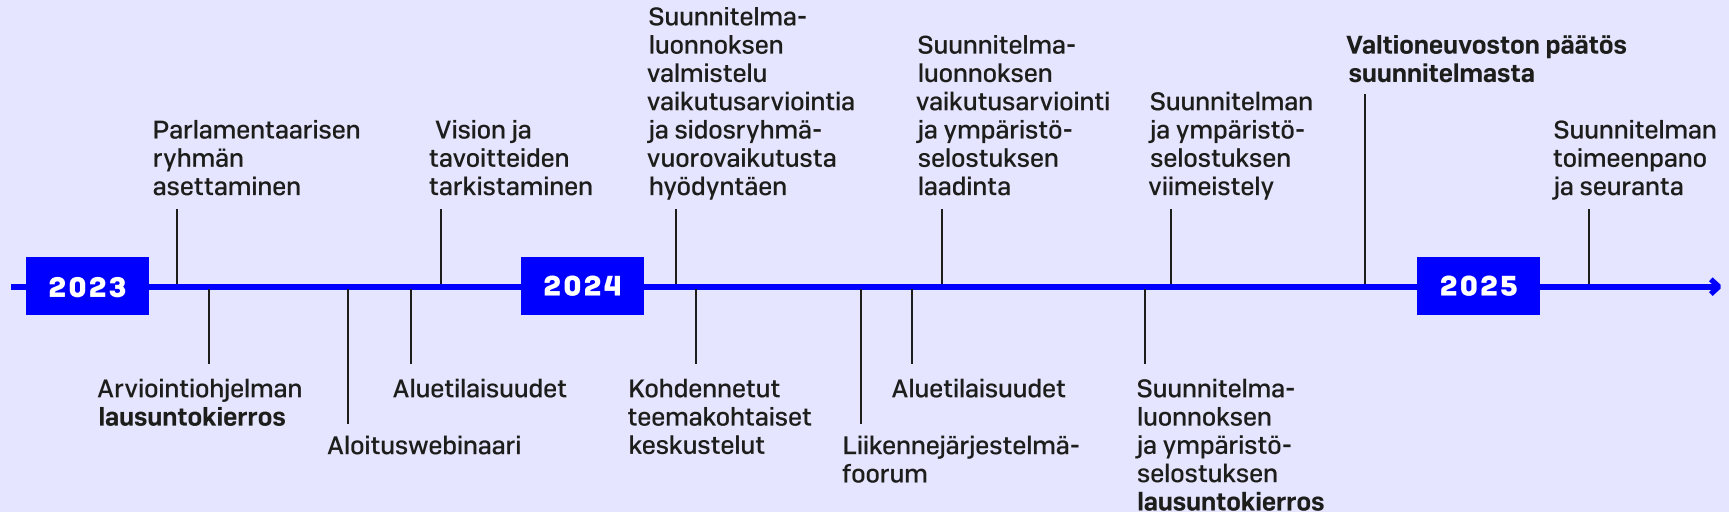 Suunnitelma-
luonnoksen
valmistelu
vaikutusarviointia
ja sidosryhmä-
vuorovaikutusta
hyödyntäen
Suunnitelma-
luonnoksen
vaikutusarviointi
ja ympäristö-
selostuksen
laadinta
Valtioneuvoston päätös
suunnitelmasta
Suunnitelman
ja ympäristö-
selostuksen
viimeistely
Parlamentaarisen
ryhmän
asettaminen
Vision ja
tavoitteiden
tarkistaminen
Suunnitelman
toimeenpano
ja seuranta
2023
2024
2025
Arviointiohjelman
lausuntokierros
Aloituswebinaari
Aluetilaisuudet
Kohdennetut
teemakohtaiset
keskustelut
Liikennejärjestelmä-
foorum
Aluetilaisuudet
Suunnitelma-
luonnoksen
ja ympäristö-
selostuksen
lausuntokierros